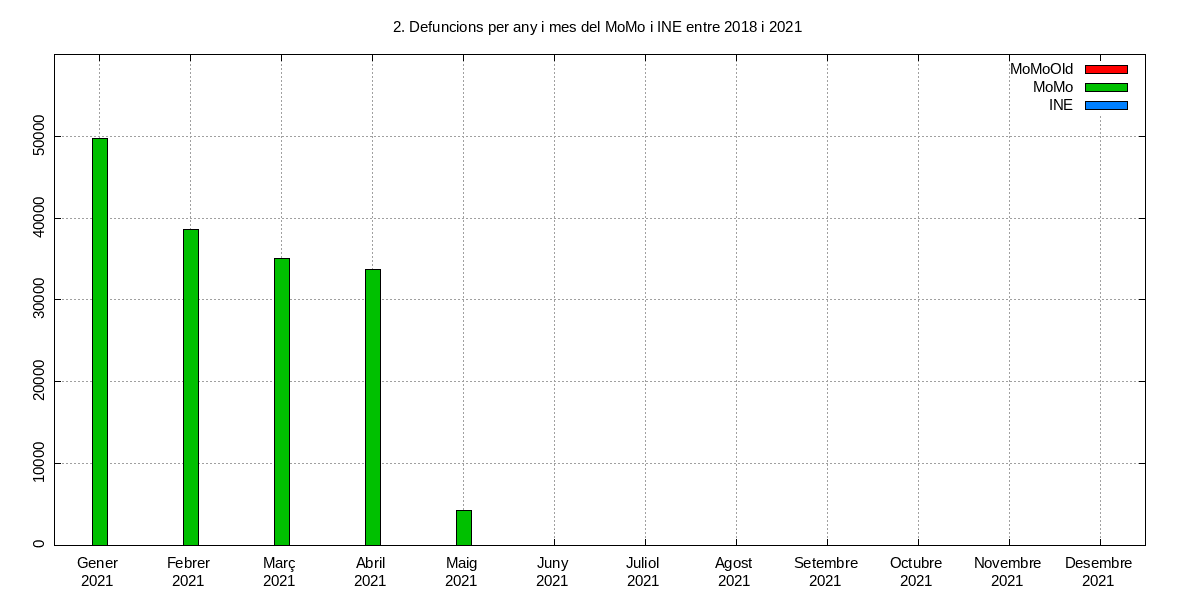 2. Defuncions per any i mes del MoMo i INE entre 2018 i 2021
MoMoOld
MoMo
INE
50000
40000
30000
20000
10000
0
Gener Febrer Març Abril Maig Juny Juliol Agost Setembre Octubre Novembre Desembre
2021 2021 2021 2021 2021 2021 2021 2021 2021 2021 2021 2021